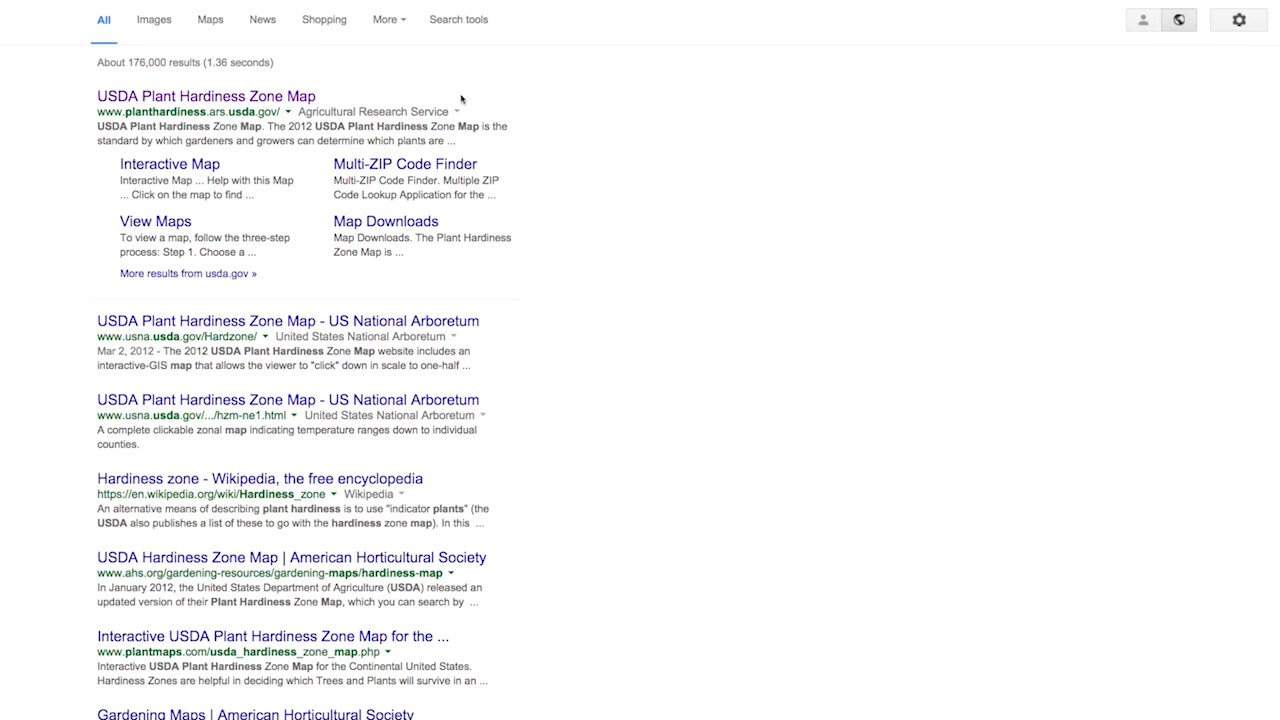 All Images Maps News Shopping More Search tools
About 176,000 results (1.36 seconds)
USDA Plant Hardiness Zone Map
www.planthardiness.ars.usda.gov/ Agricultural Research Service
USDA Plant Hardiness Zone Map. The 2012 USDA Plant Hardiness Zone Map is the
standard by which gardeners and growers can determine which plants are ...
Interactive Map
Interactive Map ... Help with this Map
... Click on the map to find ...
Multi-ZIP Code Finder
Multi-ZIP Code Finder. Multiple ZIP
Code Lookup Application for the ...
View Maps
To view a map, follow the three-step
process: Step 1. Choose a ...
Map Downloads
Map Downloads. The Plant Hardiness
Zone Map is ...
More results from usda.gov »
USDA Plant Hardiness Zone Map - US National Arboretum
www.usna.usda.gov/Hardzone/ United States National Arboretum
Mar 2, 2012 - The 2012 USDA Plant Hardiness Zone Map website includes an
interactive-GIS map that allows the viewer to "click" down in scale to one-half ...
USDA Plant Hardiness Zone Map - US National Arboretum
www.usna.usda.gov/.../hzm-ne1.html United States National Arboretum
A complete clickable zonal map indicating temperature ranges down to individual
counties.
Hardiness zone - Wikipedia, the free encyclopedia
https://en.wikipedia.org/wiki/Hardiness_zone Wikipedia
An alternative means of describing plant hardiness is to use "indicator plants" (the
USDA also publishes a list of these to go with the hardiness zone map). In this ...
USDA Hardiness Zone Map | American Horticultural Society
www.ahs.org/gardening-resources/gardening-maps/hardiness-map
In January 2012, the United States Department of Agriculture (USDA) released an
updated version of their Plant Hardiness Zone Map, which you can search by ...
Interactive USDA Plant Hardiness Zone Map for the ...
www.plantmaps.com/usda_hardiness_zone_map.php
Interactive USDA Plant Hardiness Zone Map for the Continental United States.
Hardiness Zones are helpful in deciding which Trees and Plants will survive in an ...
Gardening Maps | American Horticultural Society